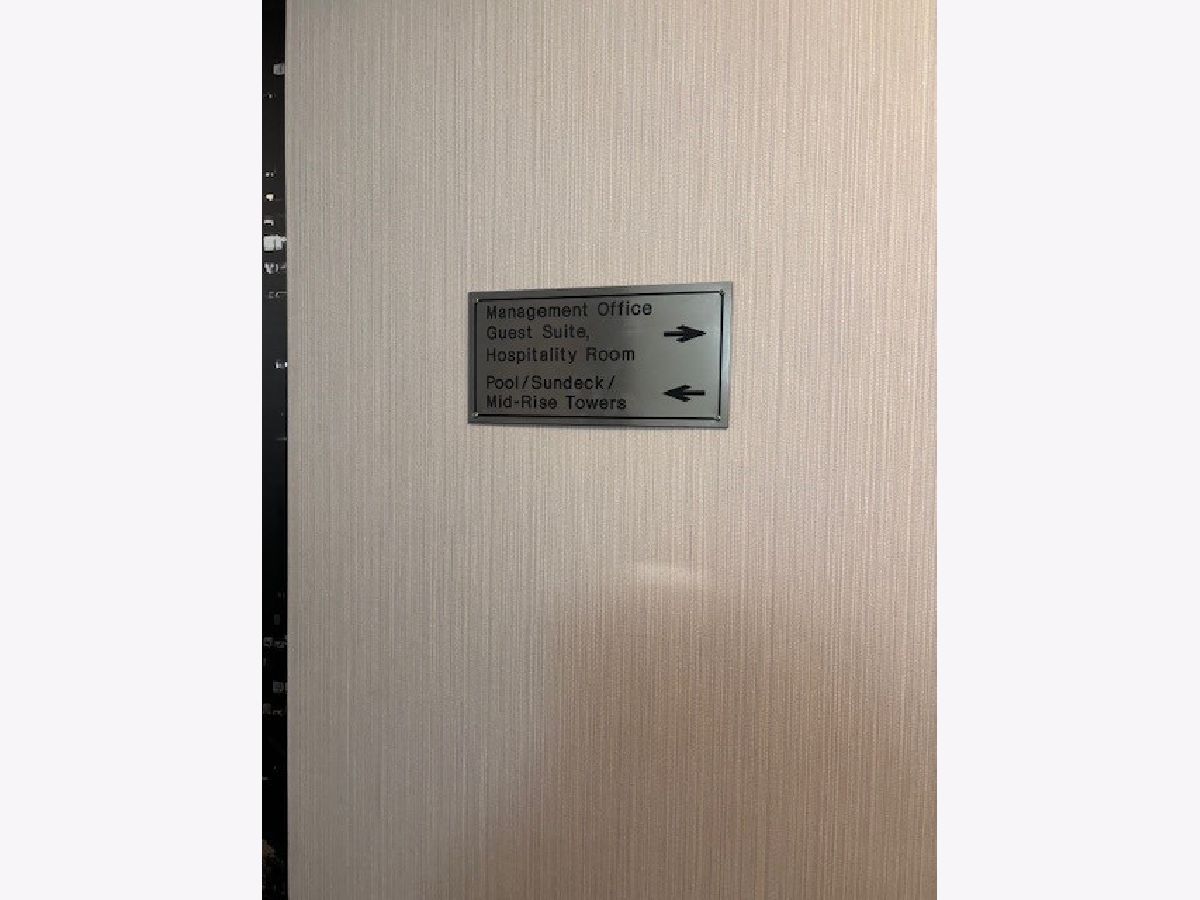 Management Office
Guest Suite,
Hospitality Room
Pool/Sundeck/
Mid-Rise Towers